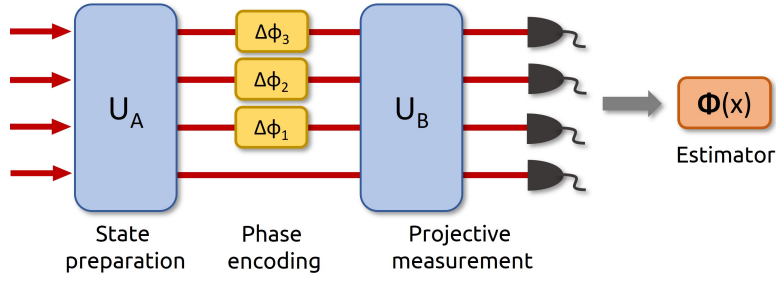 U_A
Δϕ₃
Δϕ₂
Δϕ₁
U_B
Φ(x)
Estimator
State
preparation
Phase
encoding
Projective
measurement